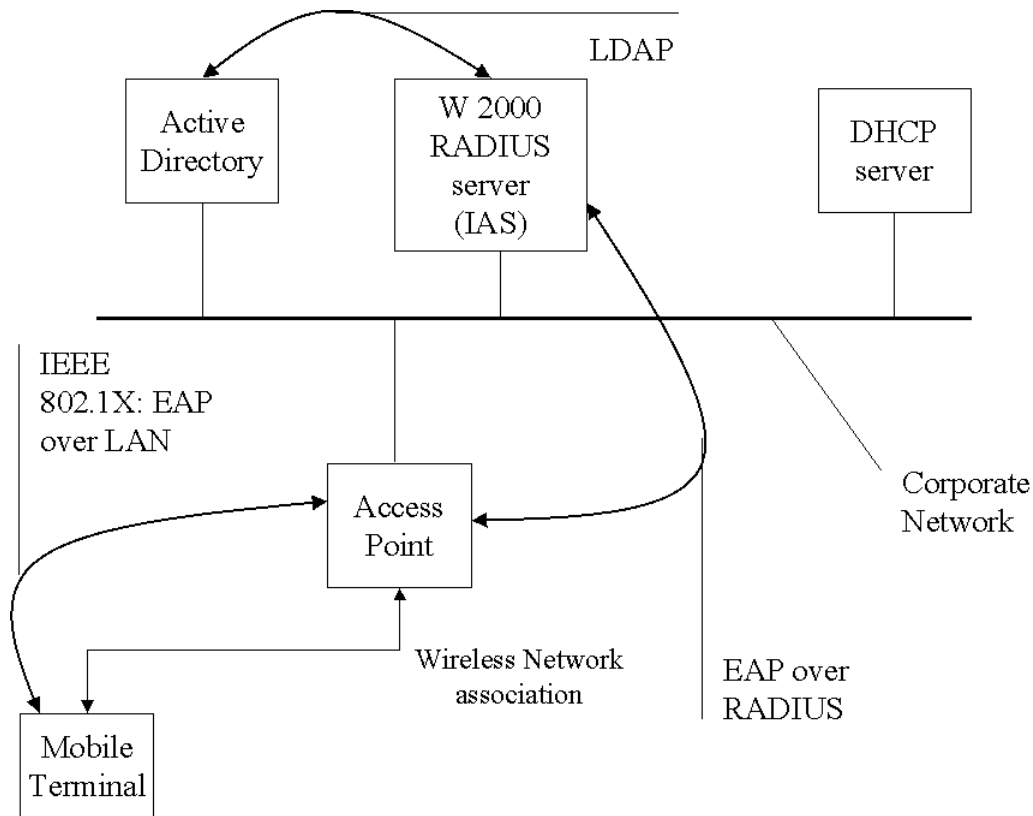 LDAP
Active
Directory
W 2000
RADIUS
server
(IAS)
DHCP
server
IEEE
802.1X: EAP
over LAN
Access
Point
Corporate
Network
Wireless Network
association
EAP over
RADIUS
Mobile
Terminal